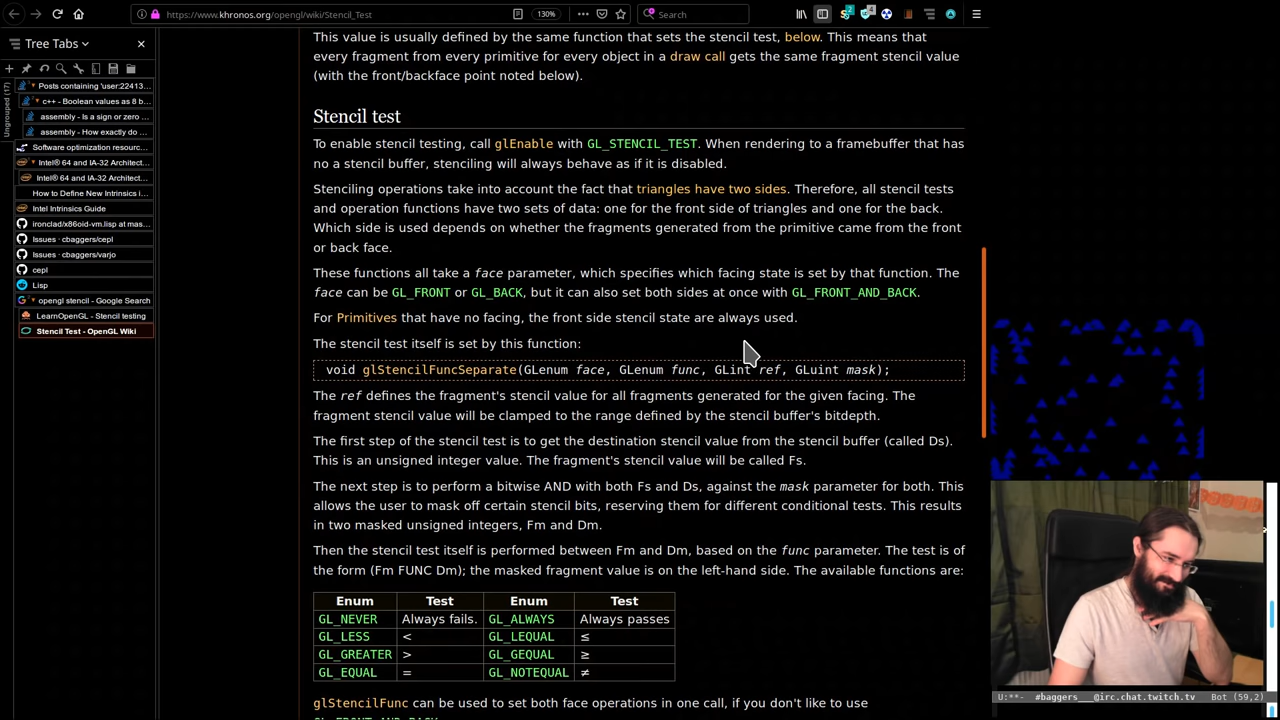 https://www.khronos.org/opengl/wiki/Stencil_Test
130%
Search
2
4
Tree Tabs
Ungrouped (17)
Posts containing 'user:22413...
c++ - Boolean values as 8 b...
assembly - Is a sign or zero ...
assembly - How exactly do ...
Software optimization resourc...
Intel® 64 and IA-32 Architect...
Intel® 64 and IA-32 Architect...
How to Define New Intrinsics i...
Intel Intrinsics Guide
ironclad/x86oid-vm.lisp at mas...
Issues · cbaggers/cepl
Issues · cbaggers/varjo
cepl
Lisp
opengl stencil - Google Search
LearnOpenGL - Stencil testing
Stencil Test - OpenGL Wiki
This value is usually defined by the same function that sets the stencil test, below. This means that
every fragment from every primitive for every object in a draw call gets the same fragment stencil value
(with the front/backface point noted below).
Stencil test
To enable stencil testing, call glEnable with GL_STENCIL_TEST. When rendering to a framebuffer that has
no a stencil buffer, stenciling will always behave as if it is disabled.
Stenciling operations take into account the fact that triangles have two sides. Therefore, all stencil tests
and operation functions have two sets of data: one for the front side of triangles and one for the back.
Which side is used depends on whether the fragments generated from the primitive came from the front
or back face.
These functions all take a face parameter, which specifies which facing state is set by that function. The
face can be GL_FRONT or GL_BACK, but it can also set both sides at once with GL_FRONT_AND_BACK.
For Primitives that have no facing, the front side stencil state are always used.
The stencil test itself is set by this function:
void glStencilFuncSeparate(GLenum face, GLenum func, GLint ref, GLuint mask);
The ref defines the fragment's stencil value for all fragments generated for the given facing. The
fragment stencil value will be clamped to the range defined by the stencil buffer's bitdepth.
The first step of the stencil test is to get the destination stencil value from the stencil buffer (called Ds).
This is an unsigned integer value. The fragment's stencil value will be called Fs.
The next step is to perform a bitwise AND with both Fs and Ds, against the mask parameter for both. This
allows the user to mask off certain stencil bits, reserving them for different conditional tests. This results
in two masked unsigned integers, Fm and Dm.
Then the stencil test itself is performed between Fm and Dm, based on the func parameter. The test is of
the form (Fm FUNC Dm); the masked fragment value is on the left-hand side. The available functions are:
Enum Test Enum Test
GL_NEVER Always fails. GL_ALWAYS Always passes
GL_LESS < GL_LEQUAL ≤
GL_GREATER > GL_GEQUAL ≥
GL_EQUAL = GL_NOTEQUAL ≠
glStencilFunc can be used to set both face operations in one call, if you don't like to use
GL_FRONT_AND_BACK.
U:**- #baggers___@irc.chat.twitch.tv Bot (59,2)